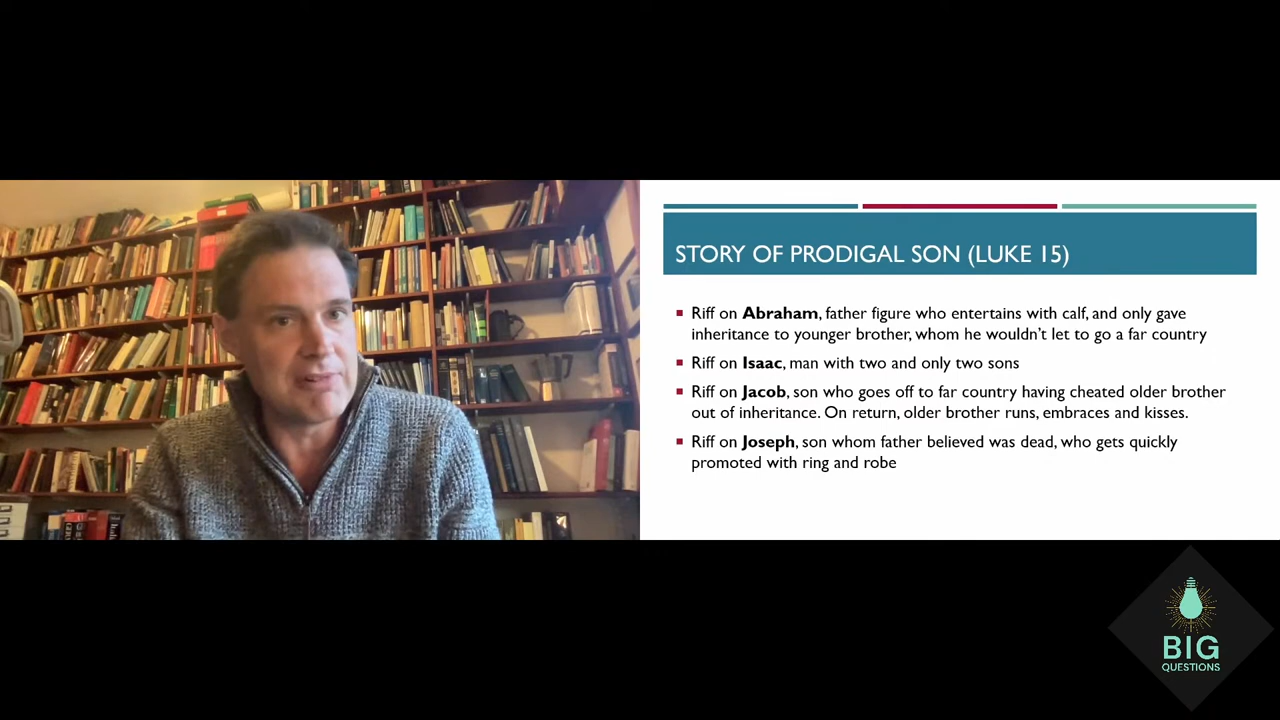 STORY OF PRODIGAL SON (LUKE 15)
▪ Riff on Abraham, father figure who entertains with calf, and only gave
inheritance to younger brother, whom he wouldn't let to go a far country
▪ Riff on Isaac, man with two and only two sons
▪ Riff on Jacob, son who goes off to far country having cheated older brother
out of inheritance. On return, older brother runs, embraces and kisses.
▪ Riff on Joseph, son whom father believed was dead, who gets quickly
promoted with ring and robe
BIG
QUESTIONS